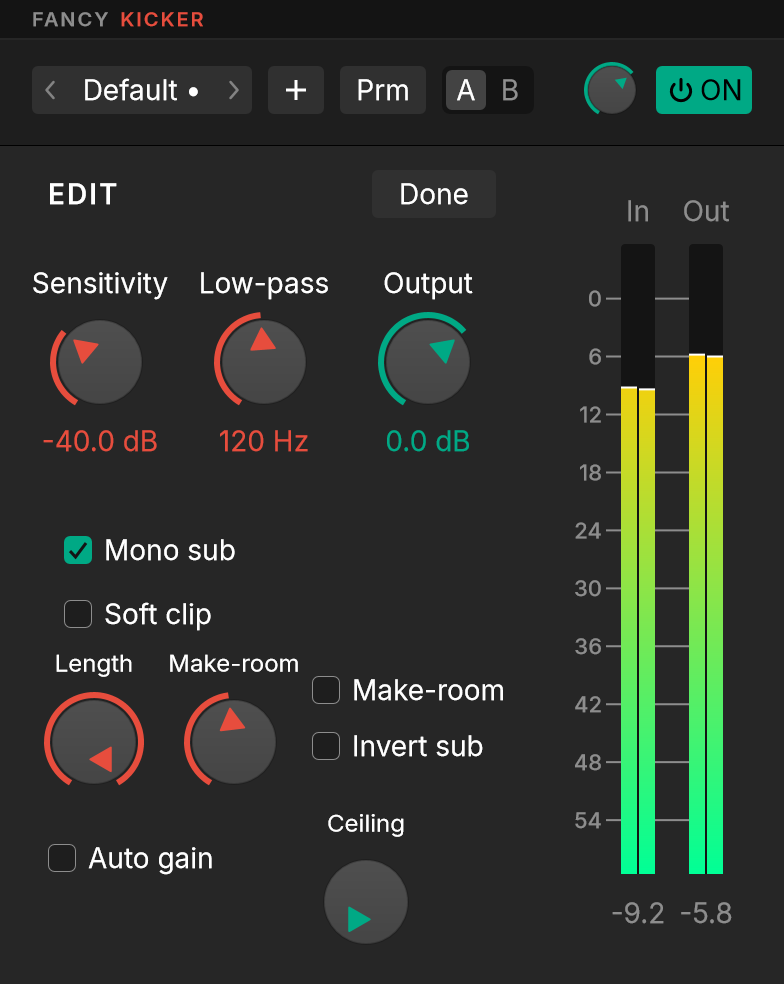 FANCY KICKER
Default •
+
Prm
A B
ON
EDIT
Done
In Out
Sensitivity Low-pass Output
-40.0 dB 120 Hz 0.0 dB
Mono sub
Soft clip
Length Make-room
Make-room
Invert sub
Ceiling
Auto gain
0
6
12
18
24
30
36
42
48
54
-9.2 -5.8